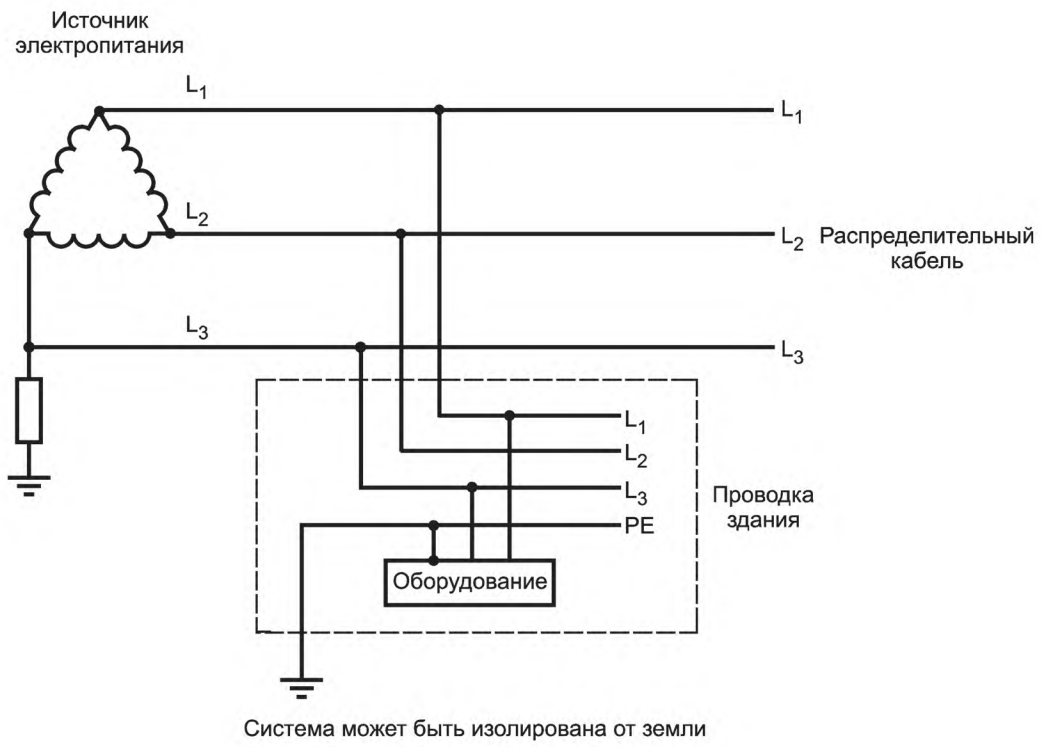 Источник
электропитания
L1
L1
L2
L2
Распределительный
кабель
L3
L3
L1
L2
L3
PE
Проводка
здания
Оборудование
Система может быть изолирована от земли